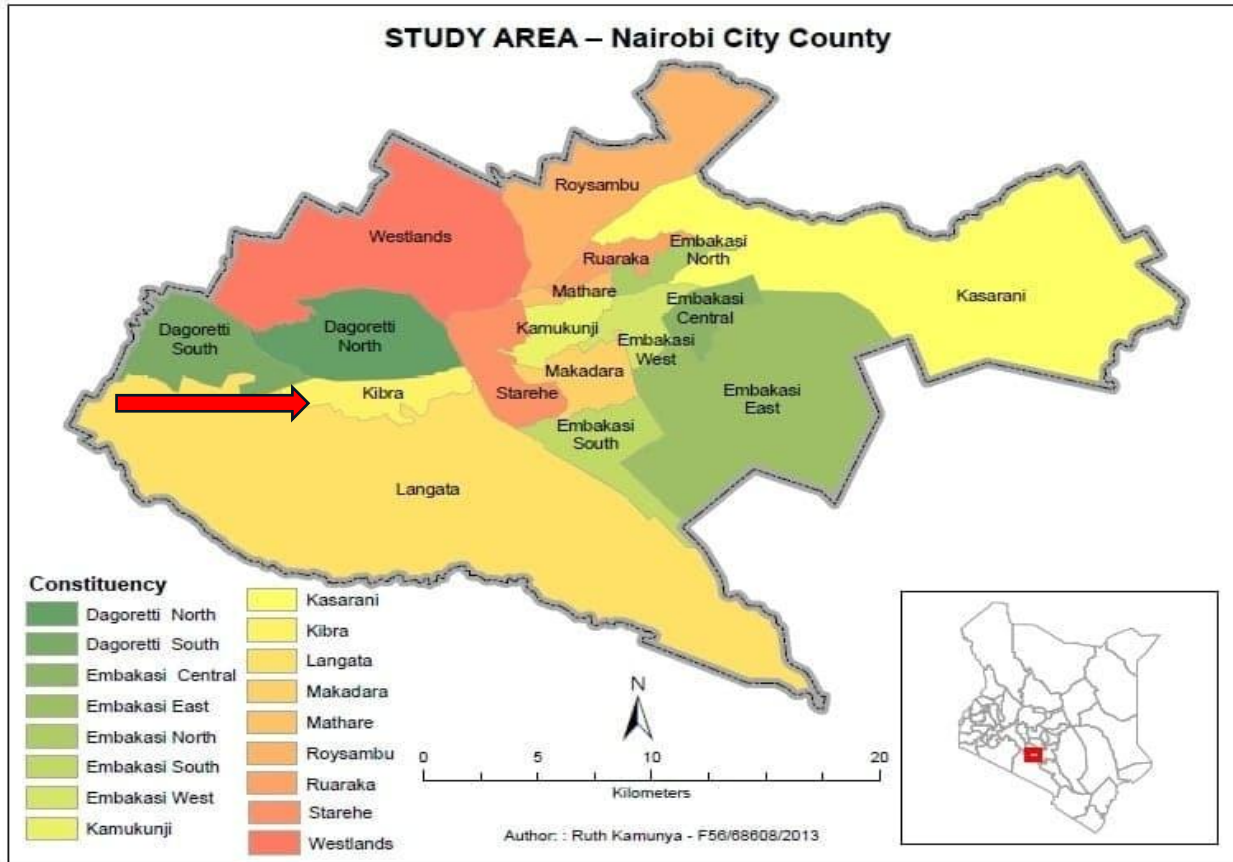 STUDY AREA – Nairobi City County
Roysambu
Westlands
Embakasi
North
Ruaraka
Mathare
Kasarani
Embakasi
Central
Dagoretti
South
Dagoretti
North
Kamukunji
Embakasi
West
Makadara
Kibra
Starehe
Embakasi
East
Embakasi
South
Langata
Constituency
Dagoretti North
Dagoretti South
Embakasi Central
Embakasi East
Embakasi North
Embakasi South
Embakasi West
Kamukunji
Kasarani
Kibra
Langata
Makadara
Mathare
Roysambu
Ruaraka
Starehe
Westlands
N
0 5 10 20
Kilometers
Author: : Ruth Kamunya - F56/68608/2013